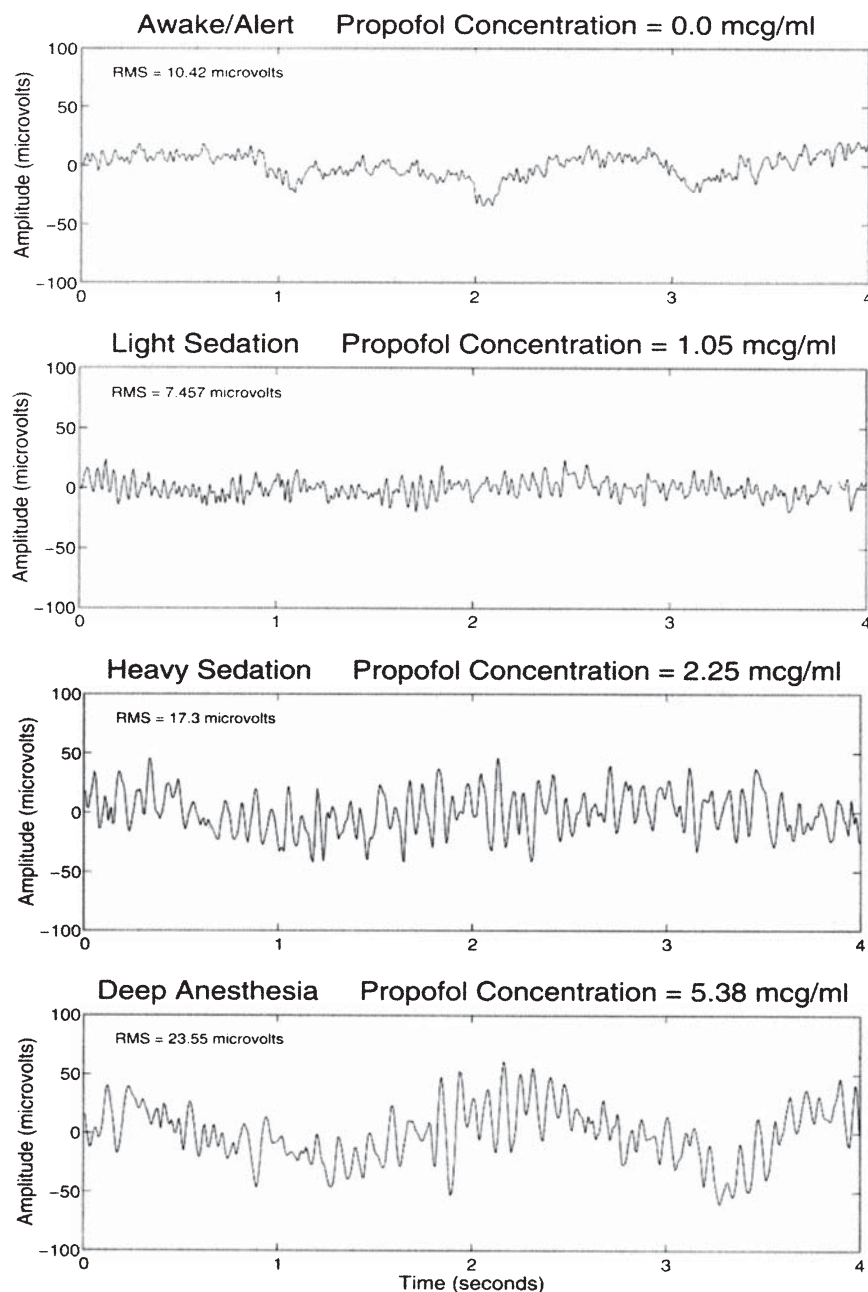 Awake/Alert Propofol Concentration = 0.0 mcg/ml
RMS = 10.42 microvolts
Amplitude (microvolts)
100
50
0
−50
−100
0 1 2 3 4
Light Sedation Propofol Concentration = 1.05 mcg/ml
RMS = 7.457 microvolts
Amplitude (microvolts)
100
50
0
−50
−100
0 1 2 3 4
Heavy Sedation Propofol Concentration = 2.25 mcg/ml
RMS = 17.3 microvolts
Amplitude (microvolts)
100
50
0
−50
−100
0 1 2 3 4
Deep Anesthesia Propofol Concentration = 5.38 mcg/ml
RMS = 23.55 microvolts
Amplitude (microvolts)
100
50
0
−50
−100
0 1 2 3 4
Time (seconds)